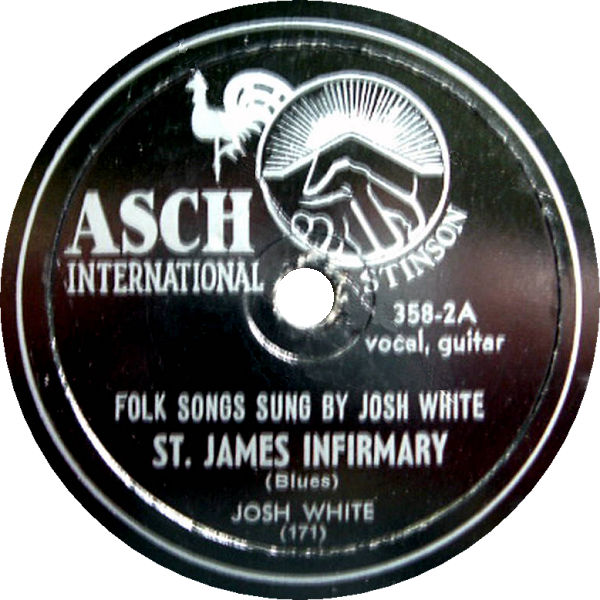 ASCH
INTERNATIONAL
STINSON
358-2A
vocal, guitar
FOLK SONGS SUNG BY JOSH WHITE
ST. JAMES INFIRMARY
(Blues)
JOSH WHITE
(171)